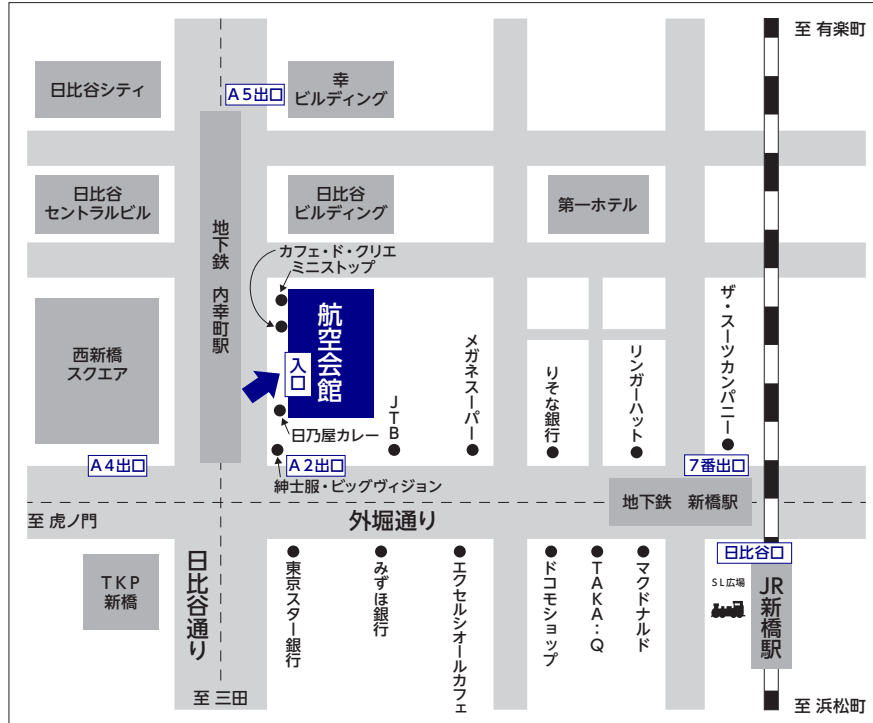 至 有楽町
日比谷シティ
A5出口
幸
ビルディング
日比谷
セントラルビル
日比谷
ビルディング
第一ホテル
地下鉄 内幸町駅
カフェ・ド・クリエ
ミニストップ
航空会館
入口
西新橋
スクエア
日乃屋カレー
JTB
メガネスーパー
りそな銀行
リンガーハット
ザ・スーツカンパニー
A4出口
A2出口
7番出口
紳士服・ビッグヴィジョン
地下鉄 新橋駅
至 虎ノ門
外堀通り
日比谷口
TKP
新橋
日比谷通り
東京スター銀行
みずほ銀行
エクセルシオールカフェ
ドコモショップ
TAKA:Q
マクドナルド
SL広場
JR新橋駅
至 三田
至 浜松町